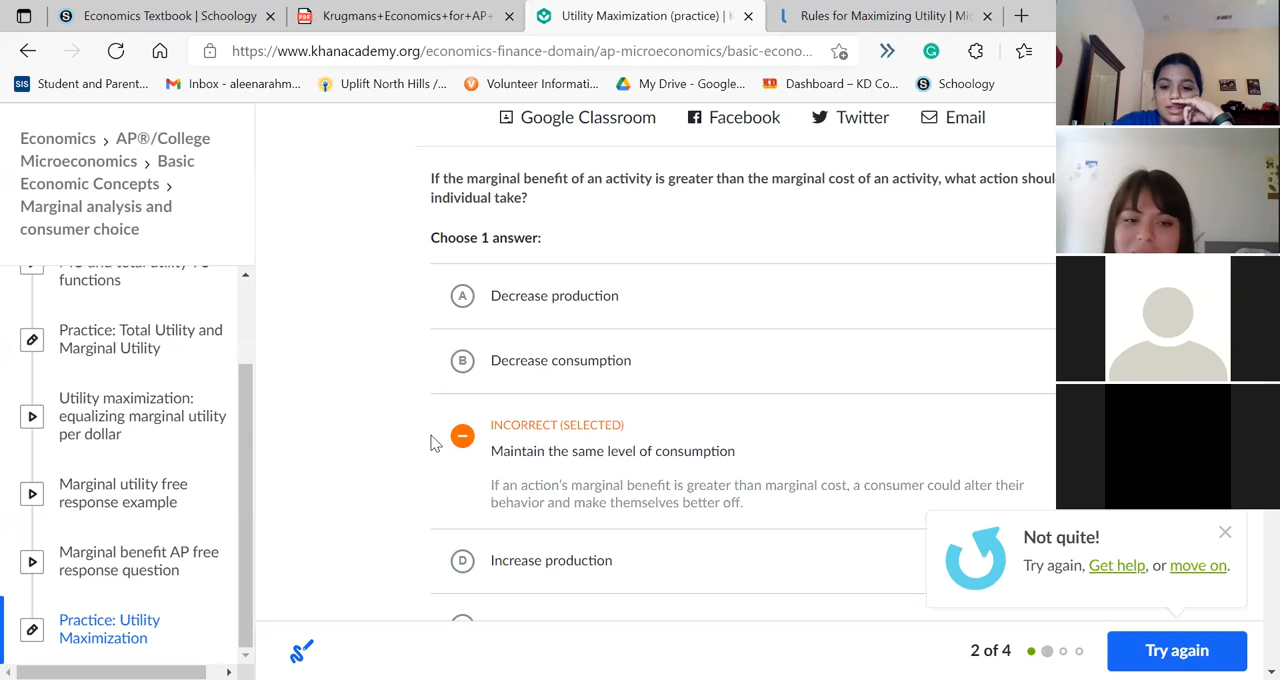 Economics Textbook | Schoology
Krugmans+Economics+for+AP+
Utility Maximization (practice) |
Rules for Maximizing Utility | Mic
https://www.khanacademy.org/economics-finance-domain/ap-microeconomics/basic-econo...
SIS Student and Parent...
Inbox - aleenarahm...
Uplift North Hills /...
Volunteer Informati...
My Drive - Google...
KD Dashboard – KD Co...
S Schoology
Google Classroom
Facebook
Twitter
Email
Economics > AP®/College
Microeconomics > Basic
Economic Concepts >
Marginal analysis and
consumer choice
functions
Practice: Total Utility and
Marginal Utility
Utility maximization:
equalizing marginal utility
per dollar
Marginal utility free
response example
Marginal benefit AP free
response question
Practice: Utility
Maximization
If the marginal benefit of an activity is greater than the marginal cost of an activity, what action shoul
individual take?
Choose 1 answer:
A Decrease production
B Decrease consumption
INCORRECT (SELECTED)
Maintain the same level of consumption
If an action's marginal benefit is greater than marginal cost, a consumer could alter their
behavior and make themselves better off.
D Increase production
Not quite!
Try again, Get help, or move on.
2 of 4
Try again